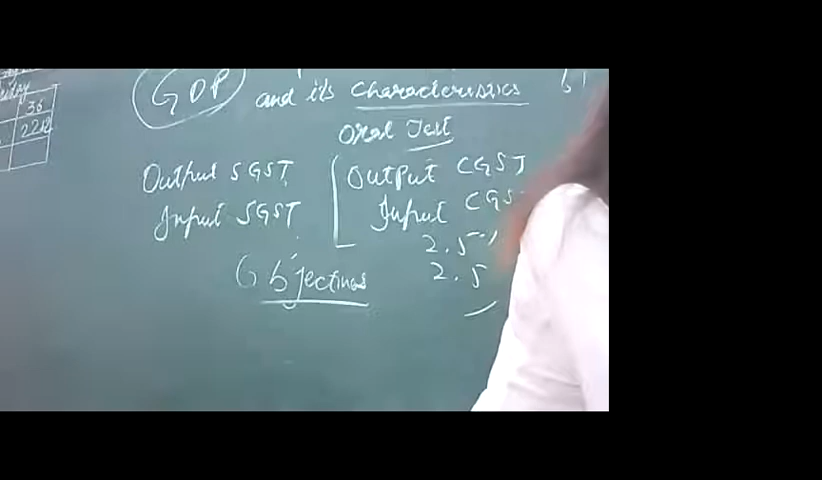 36
22
GDP and its Characteristics
Oral Test
Output SGST Output CGST
Input SGST Input CGS
2.5
2.5
Objectives